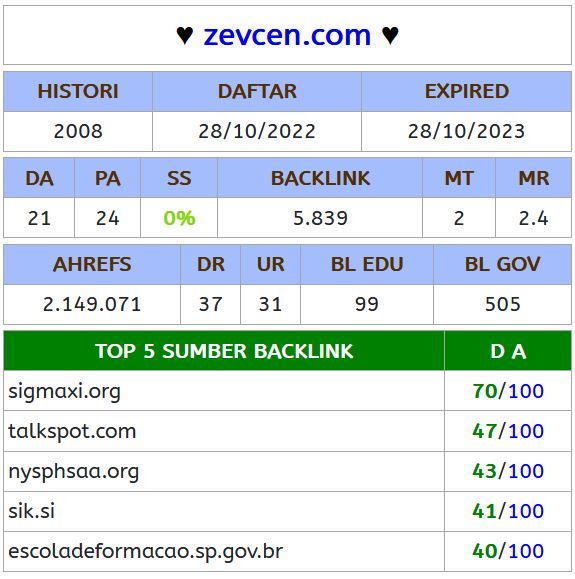 ♥ zevcen.com ♥
HISTORI DAFTAR EXPIRED
2008 28/10/2022 28/10/2023
DA PA SS BACKLINK MT MR
21 24 0% 5.839 2 2.4
AHREFS DR UR BL EDU BL GOV
2.149.071 37 31 99 505
TOP 5 SUMBER BACKLINK D A
sigmaxi.org 70/100
talkspot.com 47/100
nysphsaa.org 43/100
sik.si 41/100
escoladeformacao.sp.gov.br 40/100